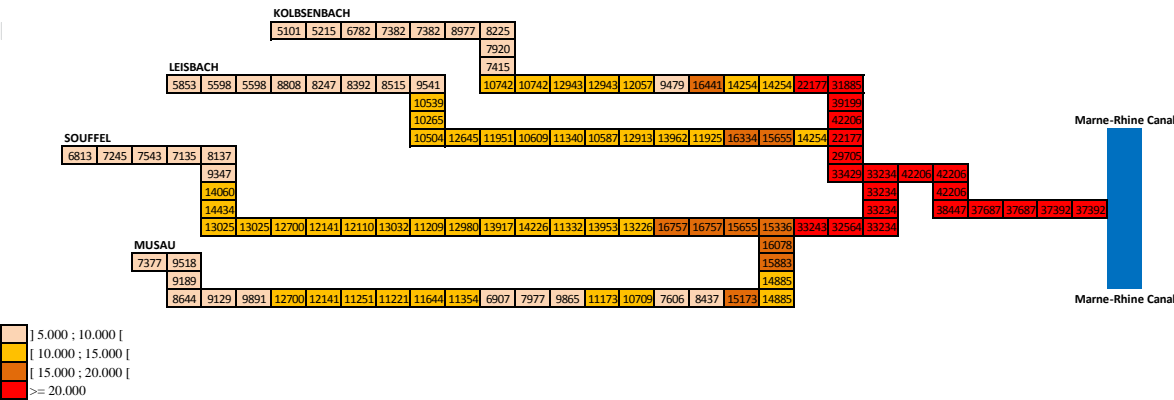 KOLBSENBACH
5101 5215 6782 7382 7382 8977 8225
7920
LEISBACH
7415
5853 5598 5598 8808 8247 8392 8515 9541
10742 10742 12943 12943 12057 9479 16441 14254 14254 22177 31885
10539
39199
10265
42206
Marne-Rhine Canal
10504 12645 11951 10609 11340 10587 12913 13962 11925 16334 15655 14254 22177
SOUFFEL
6813 7245 7543 7135 8137
29705
9347
33429 33234 42206 42206
14060
33234
42206
14434
33234
38447 37687 37687 37392 37392
13025 13025 12700 12141 12110 13032 11209 12980 13917 14226 11332 13953 13226 16757 16757 15655 15336 33243 32564 33234
MUSAU
16078
7377 9518
15883
9189
14885
8644 9129 9891 12700 12141 11251 11221 11644 11354 6907 7977 9865 11173 10709 7606 8437 15173 14885
Marne-Rhine Canal
] 5.000 ; 10.000 [
[ 10.000 ; 15.000 [
[ 15.000 ; 20.000 [
>= 20.000